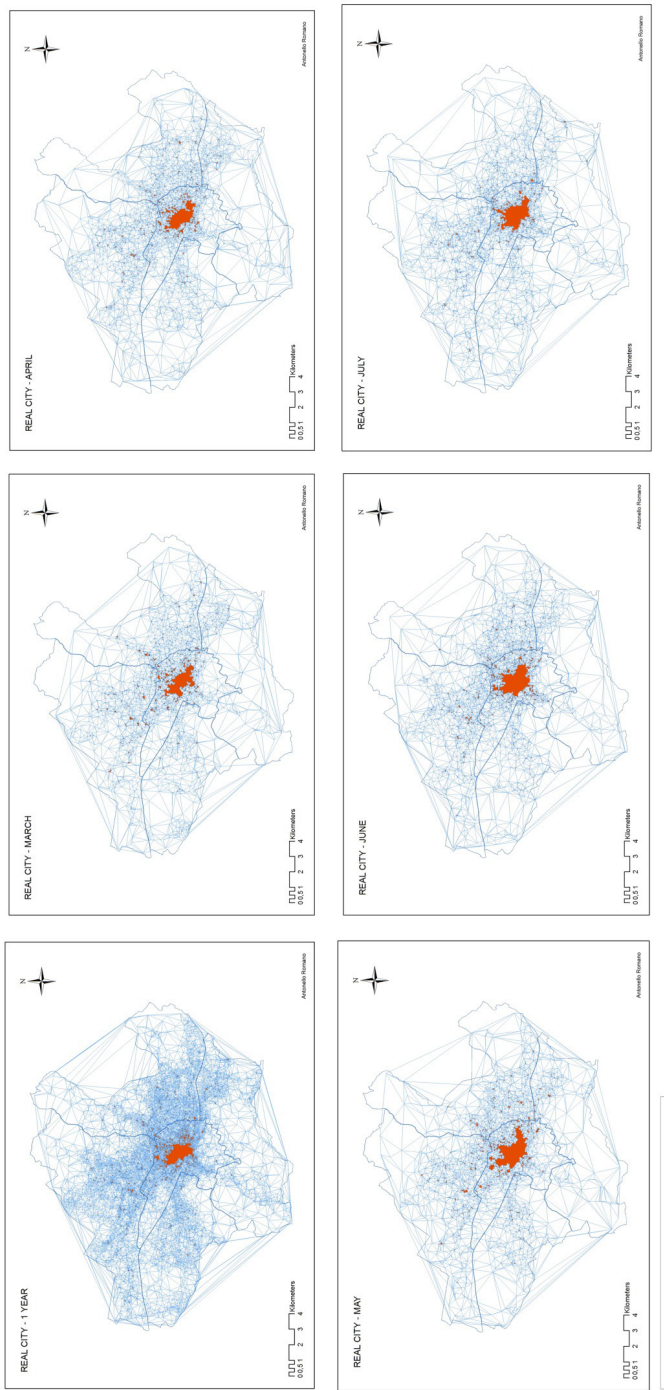 REAL CITY - 1 YEAR
N
0 0,5 1 2 3 4
Kilometers
Antonello Romano
REAL CITY - MARCH
N
0 0,5 1 2 3 4
Kilometers
Antonello Romano
REAL CITY - APRIL
N
0 0,5 1 2 3 4
Kilometers
Antonello Romano
REAL CITY - MAY
N
0 0,5 1 2 3 4
Kilometers
Antonello Romano
REAL CITY - JUNE
N
0 0,5 1 2 3 4
Kilometers
Antonello Romano
REAL CITY - JULY
N
0 0,5 1 2 3 4
Kilometers
Antonello Romano